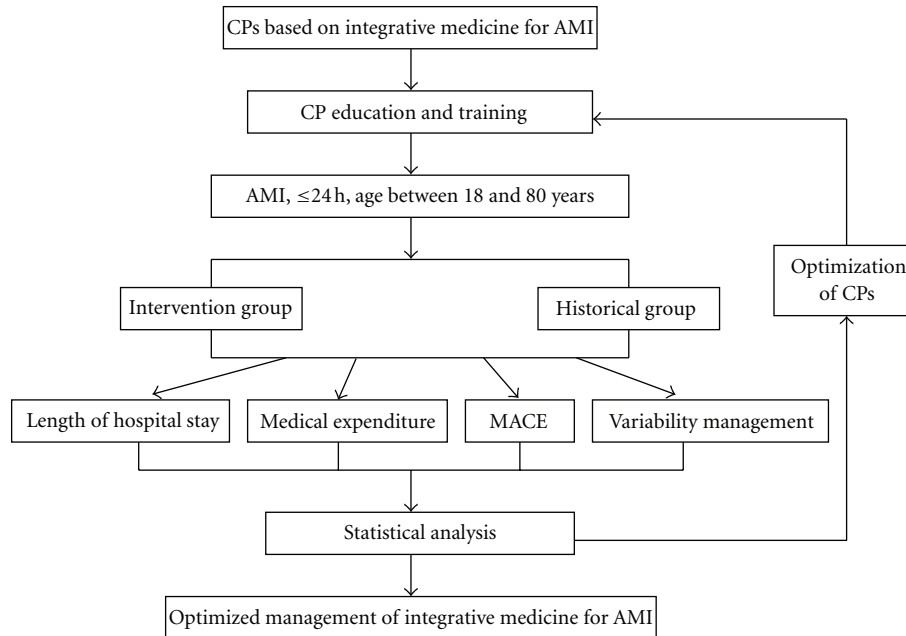 CPs based on integrative medicine for AMI
CP education and training
AMI, ≤24 h, age between 18 and 80 years
Intervention group
Historical group
Optimization
of CPs
Length of hospital stay
Medical expenditure
MACE
Variability management
Statistical analysis
Optimized management of integrative medicine for AMI